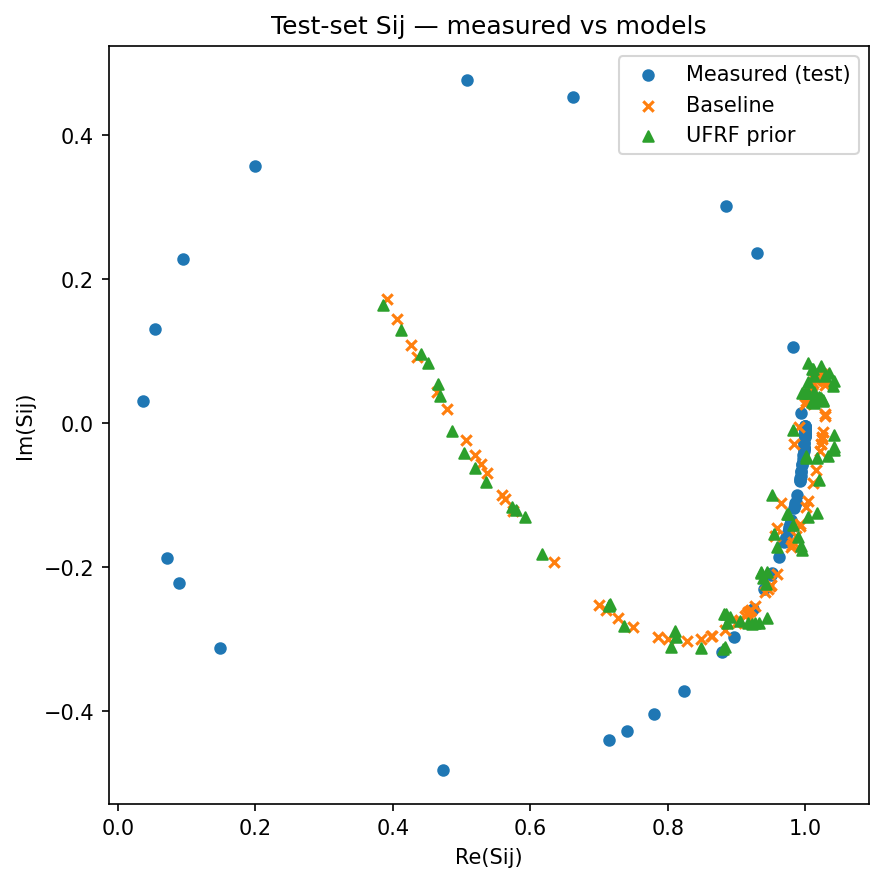 Test-set Sij — measured vs models
Measured (test)
Baseline
UFRF prior
0.4
0.2
0.0
−0.2
−0.4
Im(Sij)
0.0 0.2 0.4 0.6 0.8 1.0
Re(Sij)